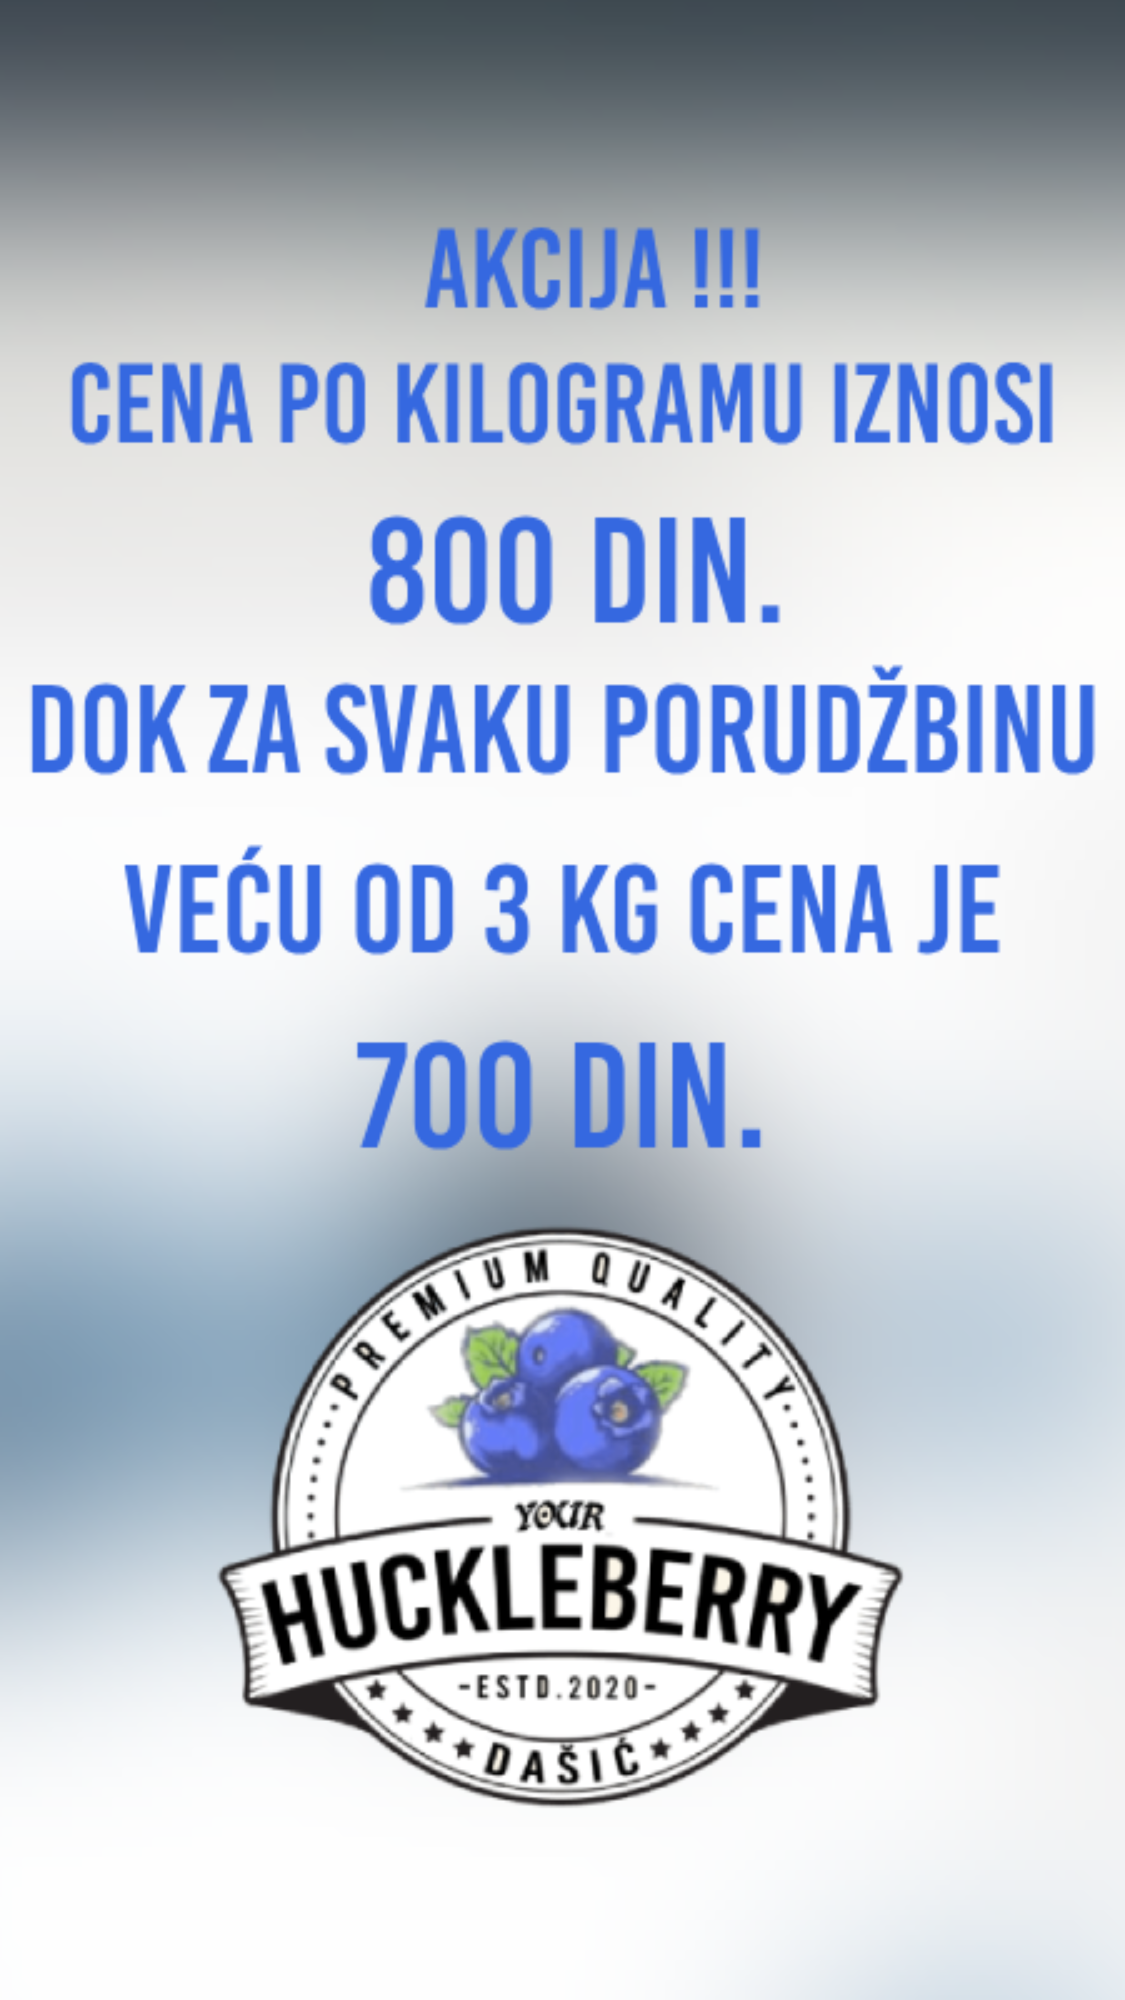 AKCIJA !!!
CENA PO KILOGRAMU IZNOSI
800 DIN.
DOK ZA SVAKU PORUDŽBINU
VEĆU OD 3 KG CENA JE
700 DIN.
PREMIUM QUALITY
YOUR
HUCKLEBERRY
-ESTD.2020-
DAŠIĆ